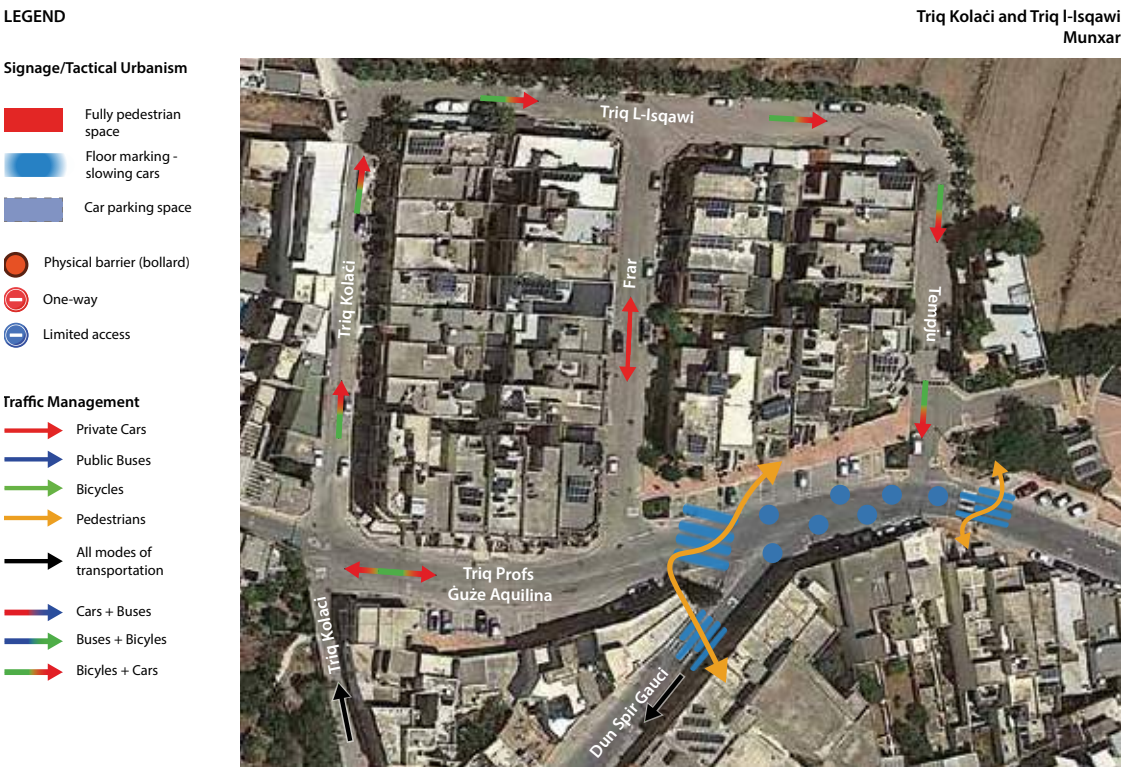 LEGEND
Triq Kolaċi and Triq l-Isqawi
Munxar
Signage/Tactical Urbanism
Fully pedestrian
space
Floor marking -
slowing cars
Car parking space
Physical barrier (bollard)
One-way
Limited access
Traffic Management
Private Cars
Public Buses
Bicycles
Pedestrians
All modes of
transportation
Cars + Buses
Buses + Bicyles
Bicyles + Cars
Triq L-Isqawi
Triq Kolaċi
Frar
Tempju
Triq Profs
Ġuże Aquilina
Triq Kolaci
Dun Spir Gauci